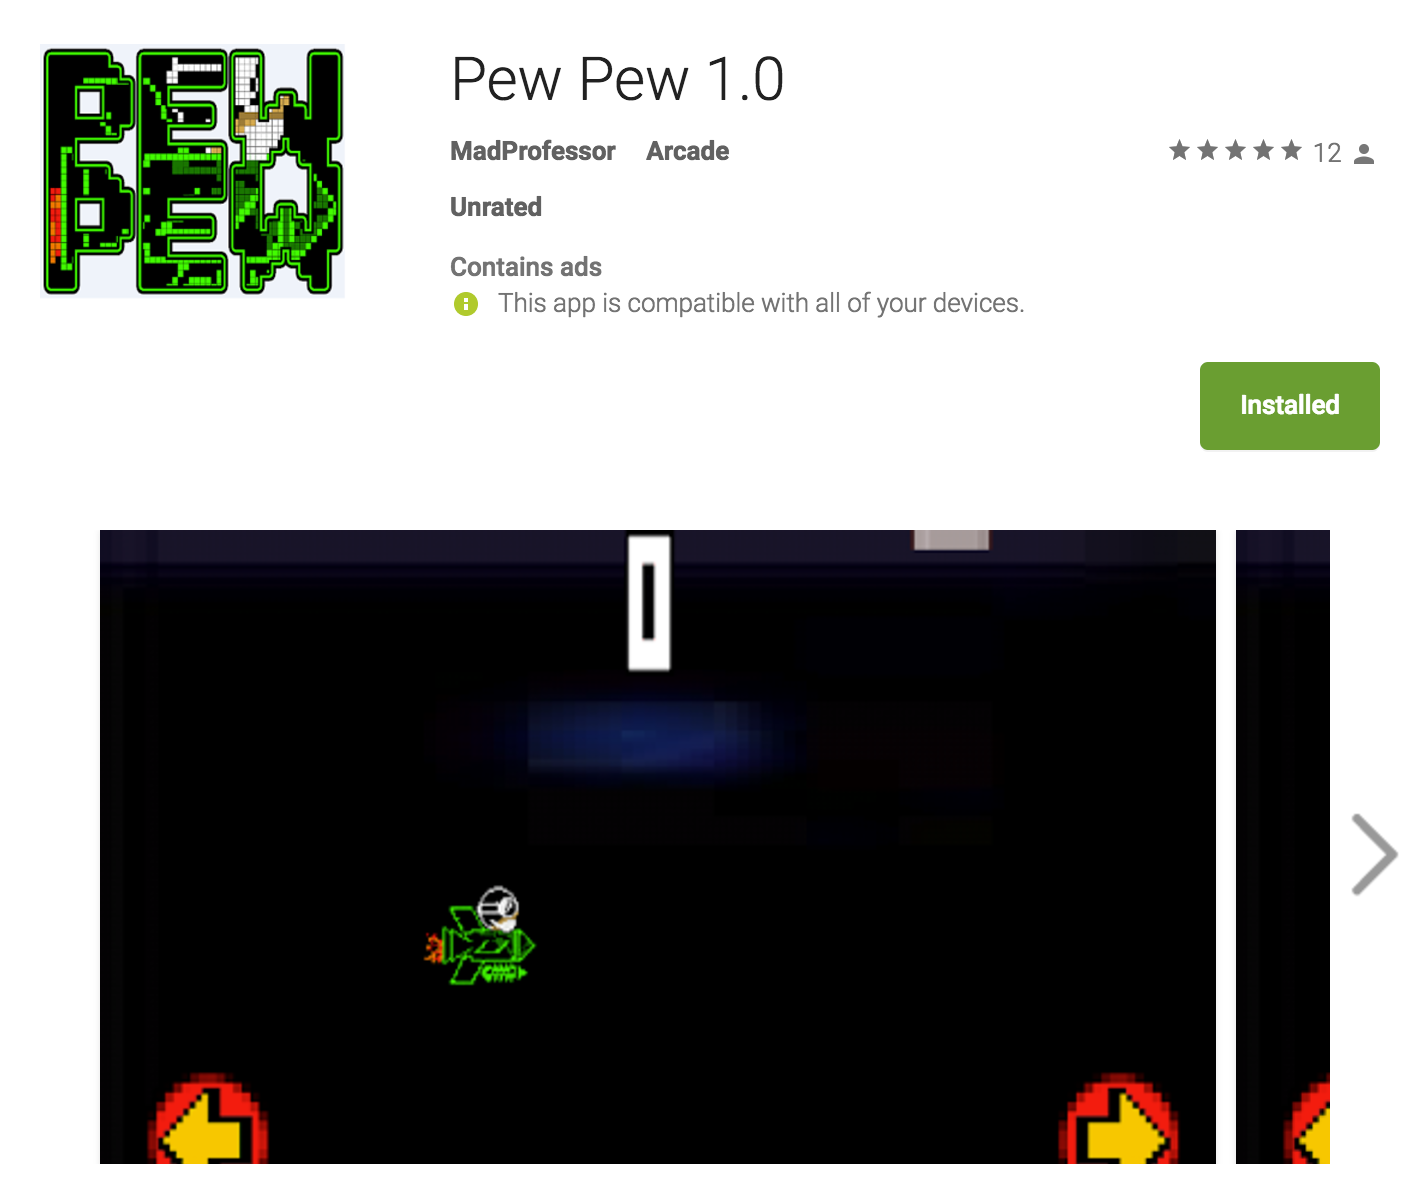 PEW
PEW
Pew Pew 1.0
MadProfessor Arcade
12
Unrated
Contains ads
This app is compatible with all of your devices.
Installed
0